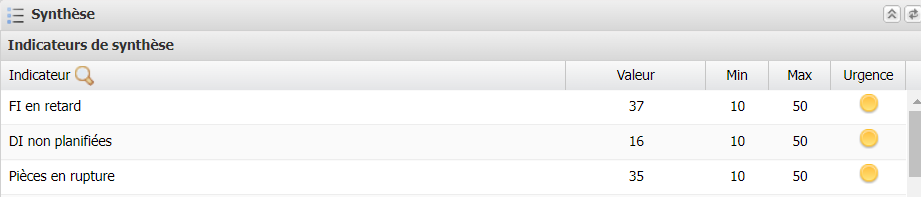 Synthèse
Indicateurs de synthèse
Indicateur Valeur Min Max Urgence
FI en retard 37 10 50
DI non planifiées 16 10 50
Pièces en rupture 35 10 50